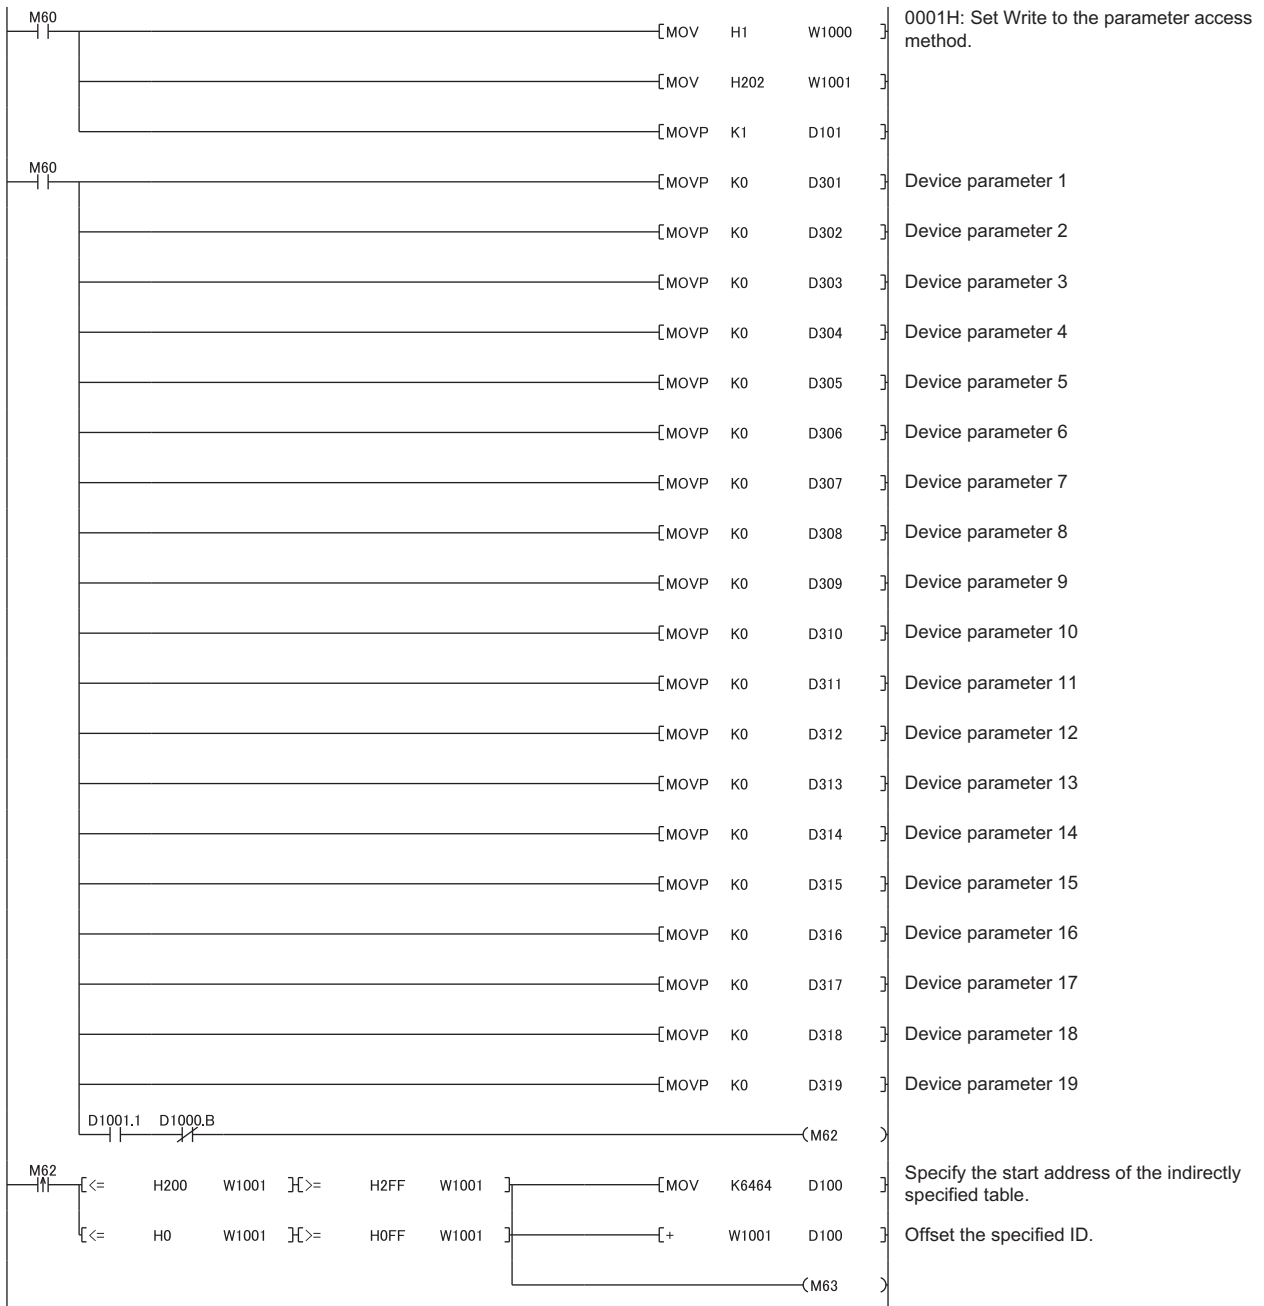 M60
MOV H1 W1000
0001H: Set Write to the parameter access
method.
MOV H202 W1001
MOVP K1 D101
M60
MOVP K0 D301 Device parameter 1
MOVP K0 D302 Device parameter 2
MOVP K0 D303 Device parameter 3
MOVP K0 D304 Device parameter 4
MOVP K0 D305 Device parameter 5
MOVP K0 D306 Device parameter 6
MOVP K0 D307 Device parameter 7
MOVP K0 D308 Device parameter 8
MOVP K0 D309 Device parameter 9
MOVP K0 D310 Device parameter 10
MOVP K0 D311 Device parameter 11
MOVP K0 D312 Device parameter 12
MOVP K0 D313 Device parameter 13
MOVP K0 D314 Device parameter 14
MOVP K0 D315 Device parameter 15
MOVP K0 D316 Device parameter 16
MOVP K0 D317 Device parameter 17
MOVP K0 D318 Device parameter 18
MOVP K0 D319 Device parameter 19
D1001.1 D1000.B
M62
M62
<= H200 W1001 >= H2FF W1001 MOV K6464 D100
Specify the start address of the indirectly
specified table.
<= H0 W1001 >= H0FF W1001 + W1001 D100 Offset the specified ID.
M63